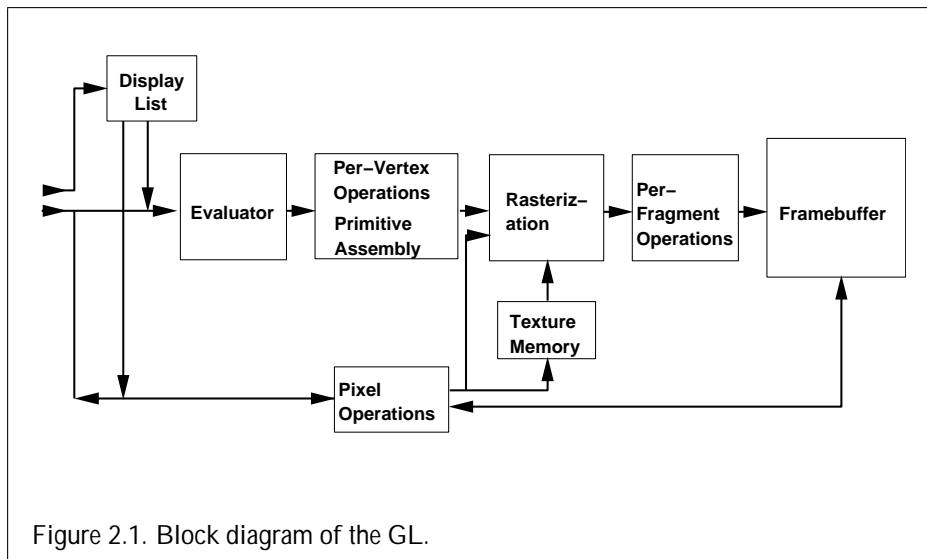 Display
List
Evaluator
Per−Vertex
Operations
Primitive
Assembly
Rasteriz−
ation
Per−
Fragment
Operations
Framebuffer
Texture
Memory
Pixel
Operations
Figure 2.1. Block diagram of the GL.